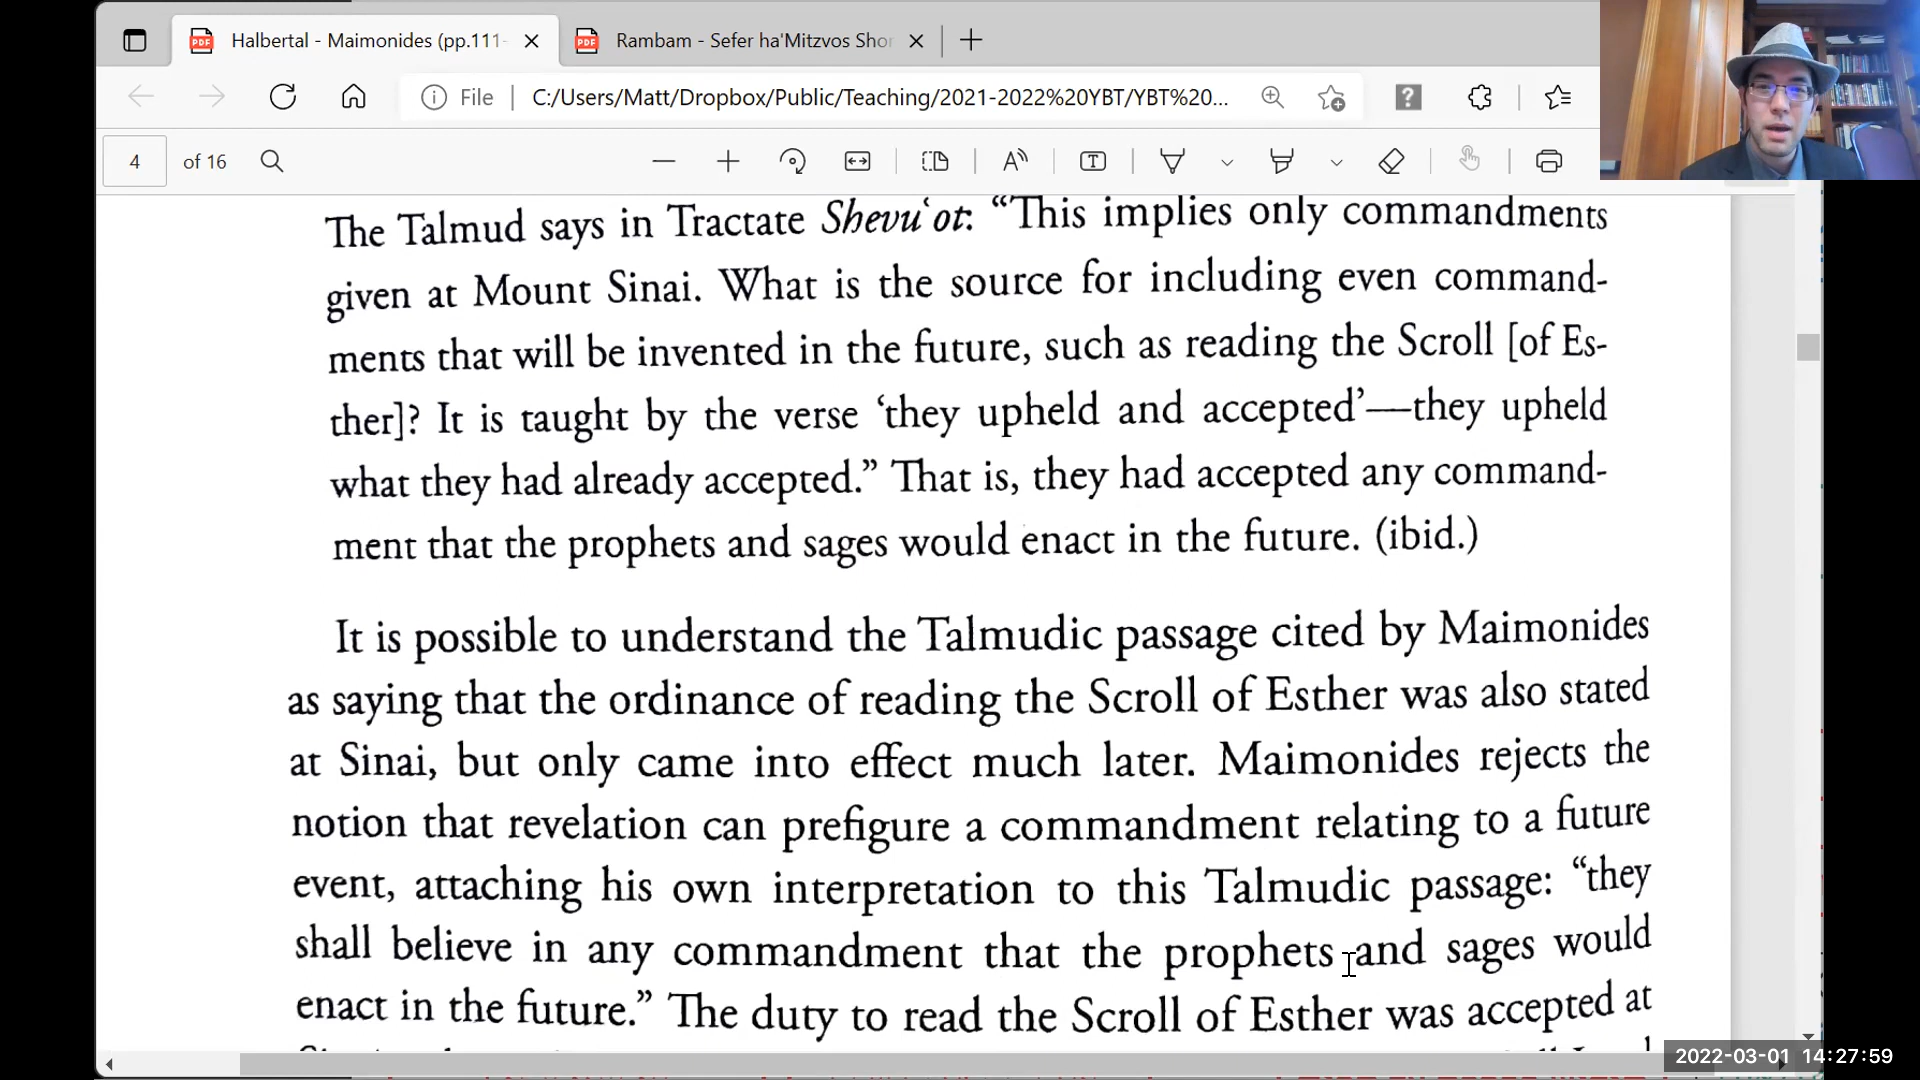 Halbertal - Maimonides (pp.111-
Rambam - Sefer ha'Mitzvos Shor
File
C:/Users/Matt/Dropbox/Public/Teaching/2021-2022%20YBT/YBT%20...
4 of 16
The Talmud says in Tractate Shevuʿot: “This implies only commandments
given at Mount Sinai. What is the source for including even command-
ments that will be invented in the future, such as reading the Scroll [of Es-
ther]? It is taught by the verse ‘they upheld and accepted’—they upheld
what they had already accepted.” That is, they had accepted any command-
ment that the prophets and sages would enact in the future. (ibid.)
It is possible to understand the Talmudic passage cited by Maimonides
as saying that the ordinance of reading the Scroll of Esther was also stated
at Sinai, but only came into effect much later. Maimonides rejects the
notion that revelation can prefigure a commandment relating to a future
event, attaching his own interpretation to this Talmudic passage: “they
shall believe in any commandment that the prophets and sages would
enact in the future.” The duty to read the Scroll of Esther was accepted at
2022-03-01 14:27:59